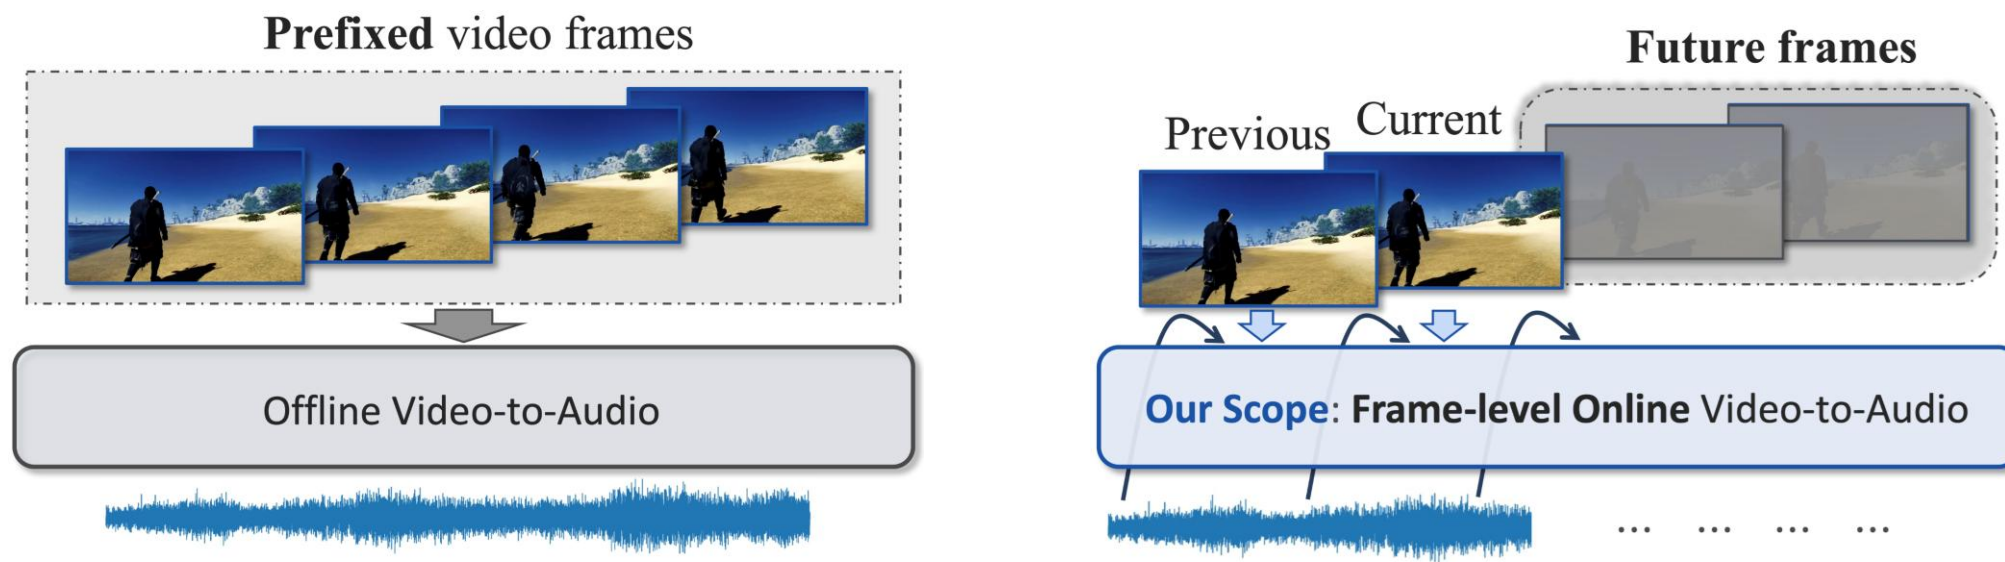 Prefixed video frames
Offline Video-to-Audio
Future frames
Previous
Current
Our Scope: Frame-level Online Video-to-Audio
... ... ... ...